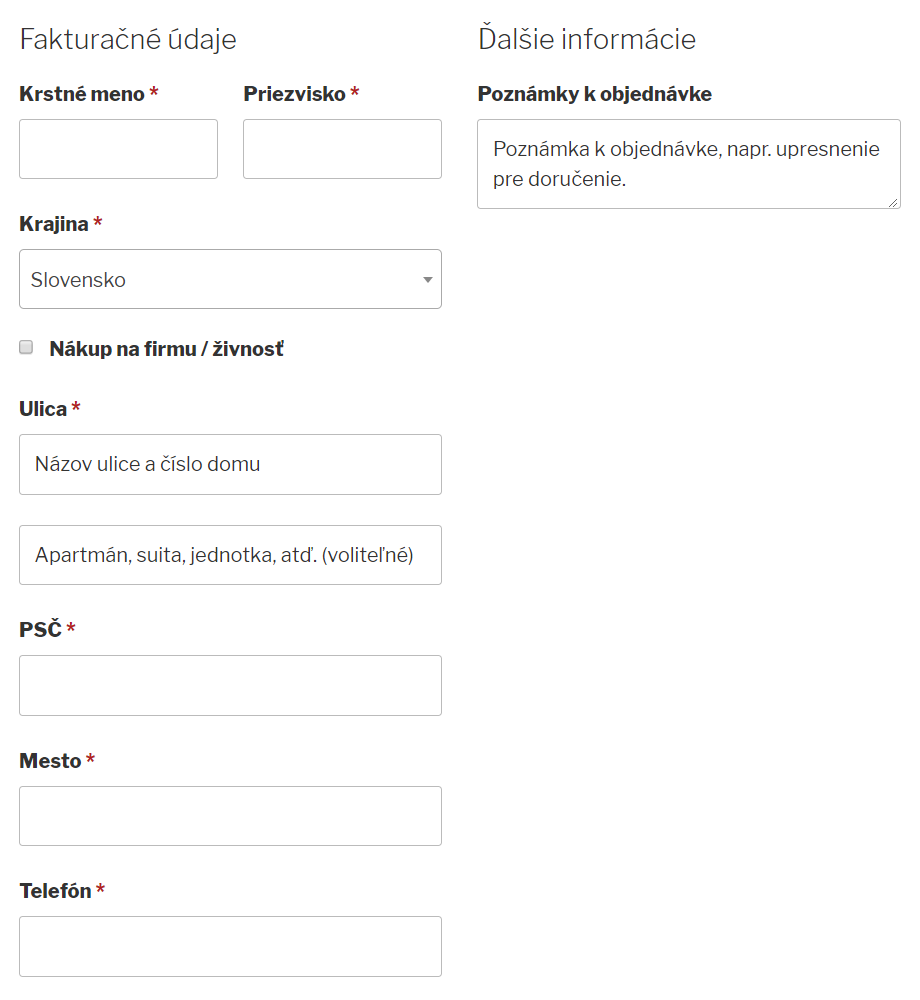 Fakturačné údaje
Krstné meno *
Priezvisko *
Krajina *
Slovensko
Nákup na firmu / živnosť
Ulica *
Názov ulice a číslo domu
Apartmán, suita, jednotka, atď. (voliteľné)
PSČ *
Mesto *
Telefón *
Ďalšie informácie
Poznámky k objednávke
Poznámka k objednávke, napr. upresnenie
pre doručenie.